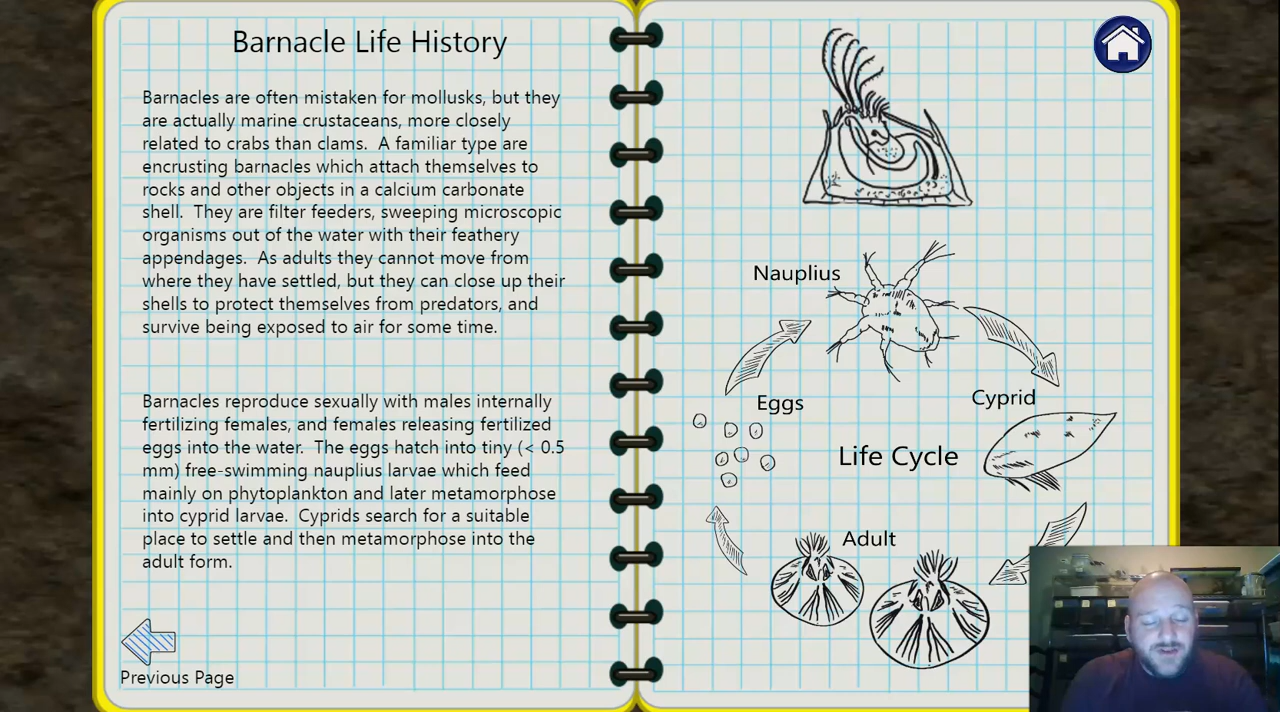 Barnacle Life History
Barnacles are often mistaken for mollusks, but they
are actually marine crustaceans, more closely
related to crabs than clams.  A familiar type are
encrusting barnacles which attach themselves to
rocks and other objects in a calcium carbonate
shell.  They are filter feeders, sweeping microscopic
organisms out of the water with their feathery
appendages.  As adults they cannot move from
where they have settled, but they can close up their
shells to protect themselves from predators, and
survive being exposed to air for some time.
Barnacles reproduce sexually with males internally
fertilizing females, and females releasing fertilized
eggs into the water.  The eggs hatch into tiny (< 0.5
mm) free-swimming nauplius larvae which feed
mainly on phytoplankton and later metamorphose
into cyprid larvae.  Cyprids search for a suitable
place to settle and then metamorphose into the
adult form.
Previous Page
Nauplius
Cyprid
Eggs
Life Cycle
Adult